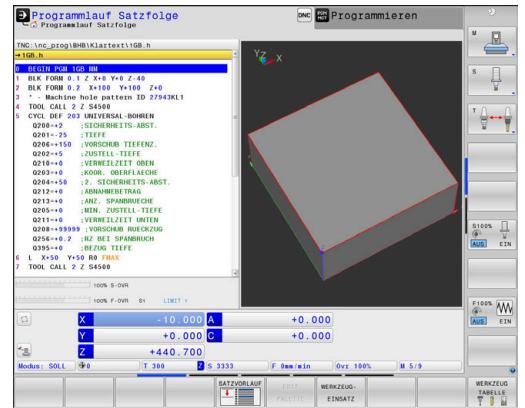 Programmlauf Satzfolge
Programmlauf Satzfolge
DNC
Programmieren
TNC:\nc_prog\BHB\Klartext\1GB.h
→1GB.h
0 BEGIN PGM 1GB MM
1 BLK FORM 0.1 Z X+0 Y+0 Z-40
2 BLK FORM 0.2 X+100 Y+100 Z+0
3 * - Machine hole pattern ID 27943KL1
4 TOOL CALL 2 Z S4500
5 CYCL DEF 203 UNIVERSAL-BOHREN
Q200=+2 ;SICHERHEITS-ABST.
Q201=-25 ;TIEFE
Q206=+150 ;VORSCHUB TIEFENZ.
Q202=+5 ;ZUSTELL-TIEFE
Q210=+0 ;VERWEILZEIT OBEN
Q203=+0 ;KOOR. OBERFLAECHE
Q204=+50 ;2. SICHERHEITS-ABST.
Q212=+0 ;ABNAHMEBETRAG
Q213=+0 ;ANZ. SPANBRUECHE
Q205=+0 ;MIN. ZUSTELL-TIEFE
Q211=+0 ;VERWEILZEIT UNTEN
Q208=+99999 ;VORSCHUB RUECKZUG
Q256=+0.2 ;RZ BEI SPANBRUCH
Q395=+0 ;BEZUG TIEFE
6 L X+50 Y+50 R0 FMAX
7 TOOL CALL 2 Z S4500
YZ X
100% S-OVR
100% F-OVR S1 LIMIT 1
X -10.000 A +0.000
Y +0.000 C +0.000
Z +440.700
Modus: SOLL 0 T 300 Z S 3333 F 0mm/min Ovr 100% M 5/9
M
S
T
S100%
AUS EIN
F100%
AUS EIN
SATZVORLAUF
EDIT
PALETTE
WERKZEUG-
EINSATZ
WERKZEUG
TABELLE